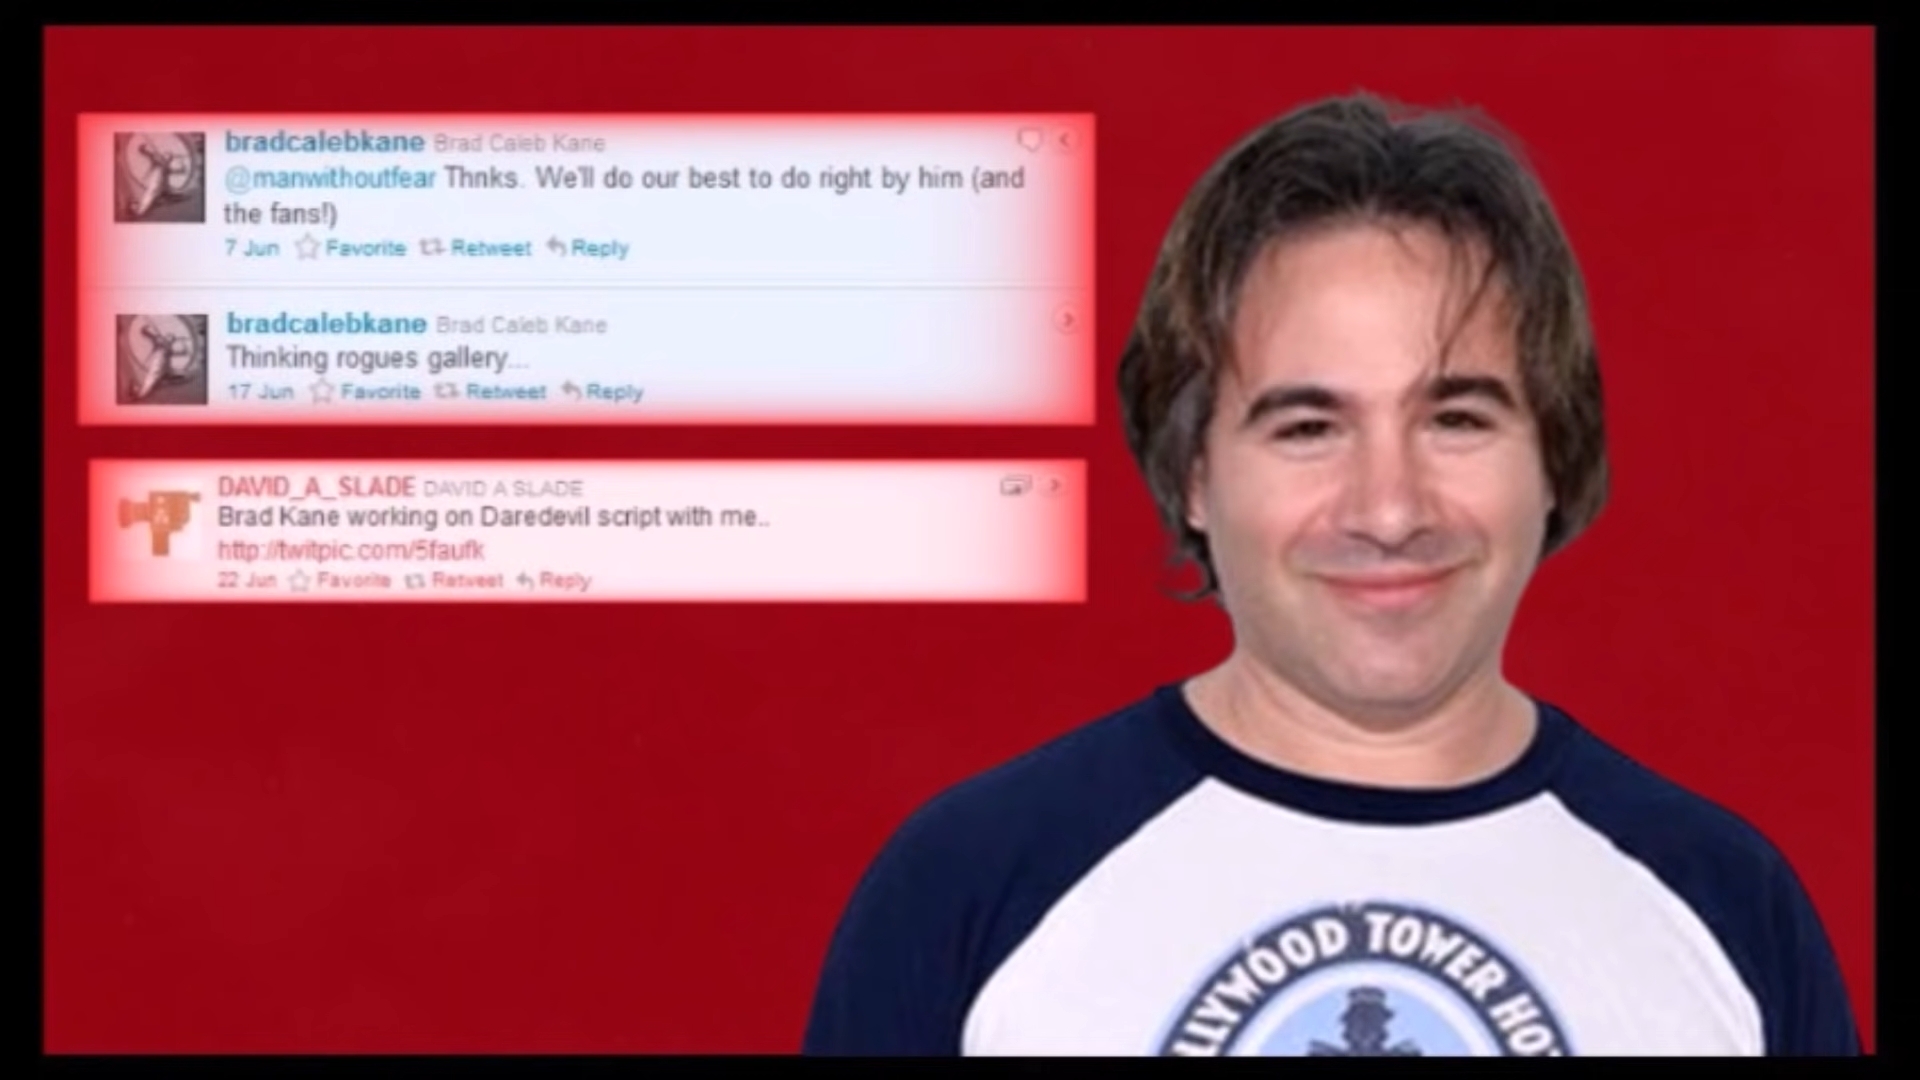 bradcalebkane Brad Caleb Kane
@manwithoutfear Thnks. We'll do our best to do right by him (and
the fans!)
7 Jun Favorite Retweet Reply
bradcalebkane Brad Caleb Kane
Thinking rogues gallery...
17 Jun Favorite Retweet Reply
DAVID_A_SLADE DAVID A SLADE
Brad Kane working on Daredevil script with me..
http://twitpic.com/5faufk
22 Jun Favorite Retweet Reply
LLYWOOD TOWER HO